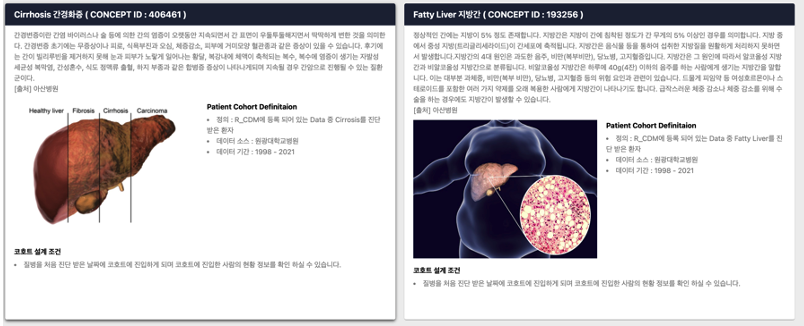 Cirrhosis 간경화증 ( CONCEPT ID : 406461 )
간경변증이란 간염 바이러스나 술 등에 의한 간의 염증이 오랫동안 지속되면서 간 표면이 우둘투둘해지면서 딱딱하게 변한 것을 의미한
다. 간경변증 초기에는 무증상이나 피로, 식욕부진과 오심, 체중감소, 피부에 거미모양 혈관종과 같은 증상이 있을 수 있습니다. 후기에
는 간이 빌리루빈을 제거하지 못해 눈과 피부가 노랗게 일어나는 황달, 복강내에 체액이 축적되는 복수, 복수에 염증이 생기는 자발성
세균성 복막염, 간성혼수, 식도 정맥류 출혈, 하지 부종과 같은 합병증 증상이 나타나게되며 지속될 경우 간암으로 진행될 수 있는 질환
군이다.
[출처] 아산병원
Healthy liver Fibrosis Cirrhosis Carcinoma
Patient Cohort Definitaion
• 정의 : R_CDM에 등록 되어 있는 Data 중 Cirrosis를 진단
받은 환자
• 데이터 소스 : 원광대학교병원
• 데이터 기간 : 1998 - 2021
코호트 설계 조건
• 질병을 처음 진단 받은 날짜에 코호트에 진입하게 되며 코호트에 진입한 사람의 현황 정보를 확인 하실 수 있습니다.
Fatty Liver 지방간 ( CONCEPT ID : 193256 )
정상적인 간에는 지방이 5% 정도 존재합니다. 지방간은 지방이 간에 침착된 정도가 간 무게의 5% 이상인 경우를 의미합니다. 지방 중
에서 중성 지방(트리글리세라이드)이 간세포에 축적됩니다. 지방간은 음식물 등을 통하여 섭취한 지방질을 원활하게 처리하지 못하면
서 발생합니다.지방간의 4대 원인은 과도한 음주, 비만(복부비만), 당뇨병, 고지혈증입니다. 지방간은 그 원인에 따라서 알코올성 지방
간과 비알코올성 지방간으로 분류됩니다. 비알코올성 지방간은 하루에 40g(4잔) 이하의 음주를 하는 사람에게 생기는 지방간을 말합
니다. 이는 대부분 과체중, 비만(복부 비만), 당뇨병, 고지혈증 등의 위험 요인과 관련이 있습니다. 드물게 피임약 등 여성호르몬이나 스
테로이드를 포함한 여러 가지 약제를 오래 복용한 사람에게 지방간이 나타나기도 합니다. 급작스러운 체중 감소나 체중 감소를 위해 수
술을 하는 경우에도 지방간이 발생할 수 있습니다.
[출처] 아산병원
Patient Cohort Definitaion
• 정의 : R_CDM에 등록 되어 있는 Data 중 Fatty Liver를 진
단 받은 환자
• 데이터 소스 : 원광대학교병원
• 데이터 기간 : 1998 - 2021
코호트 설계 조건
• 질병을 처음 진단 받은 날짜에 코호트에 진입하게 되며 코호트에 진입한 사람의 현황 정보를 확인 하실 수 있습니다.